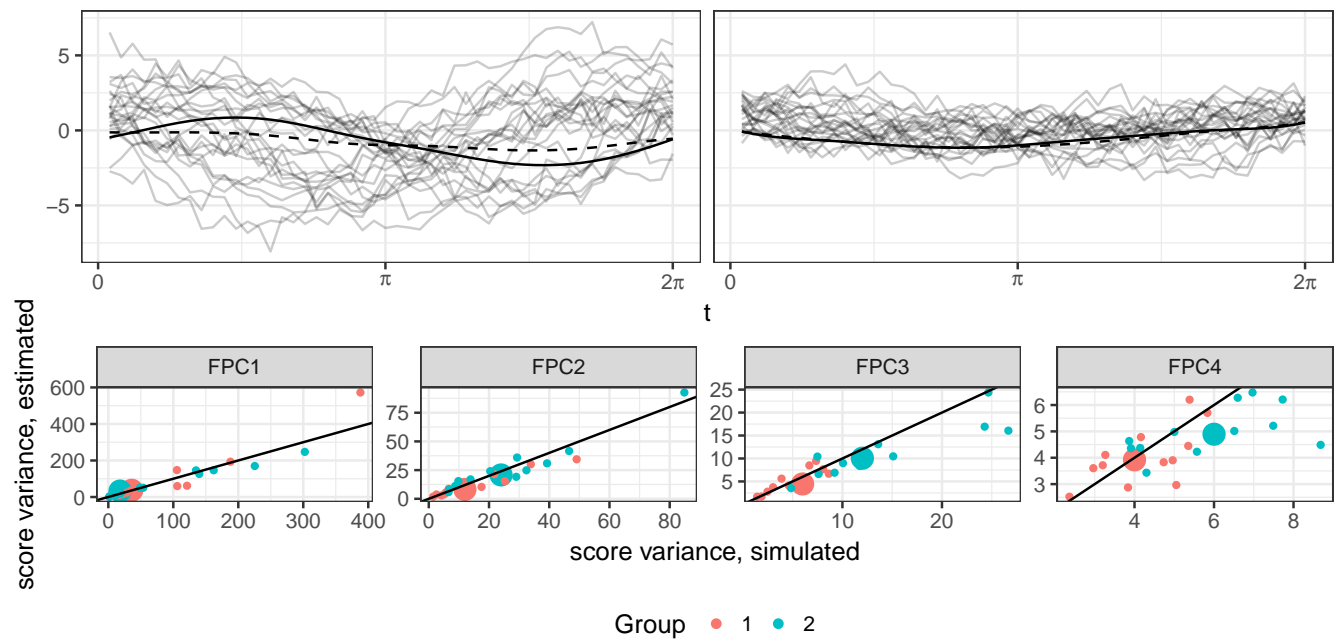 5
0
−5
0 π 2π 0 π 2π
t
FPC1 FPC2 FPC3 FPC4
score variance, estimated
600
400
200
0
75
50
25
0
25
20
15
10
5
6
5
4
3
0 100 200 300 400 0 20 40 60 80 10 20 4 6 8
score variance, simulated
Group 1 2